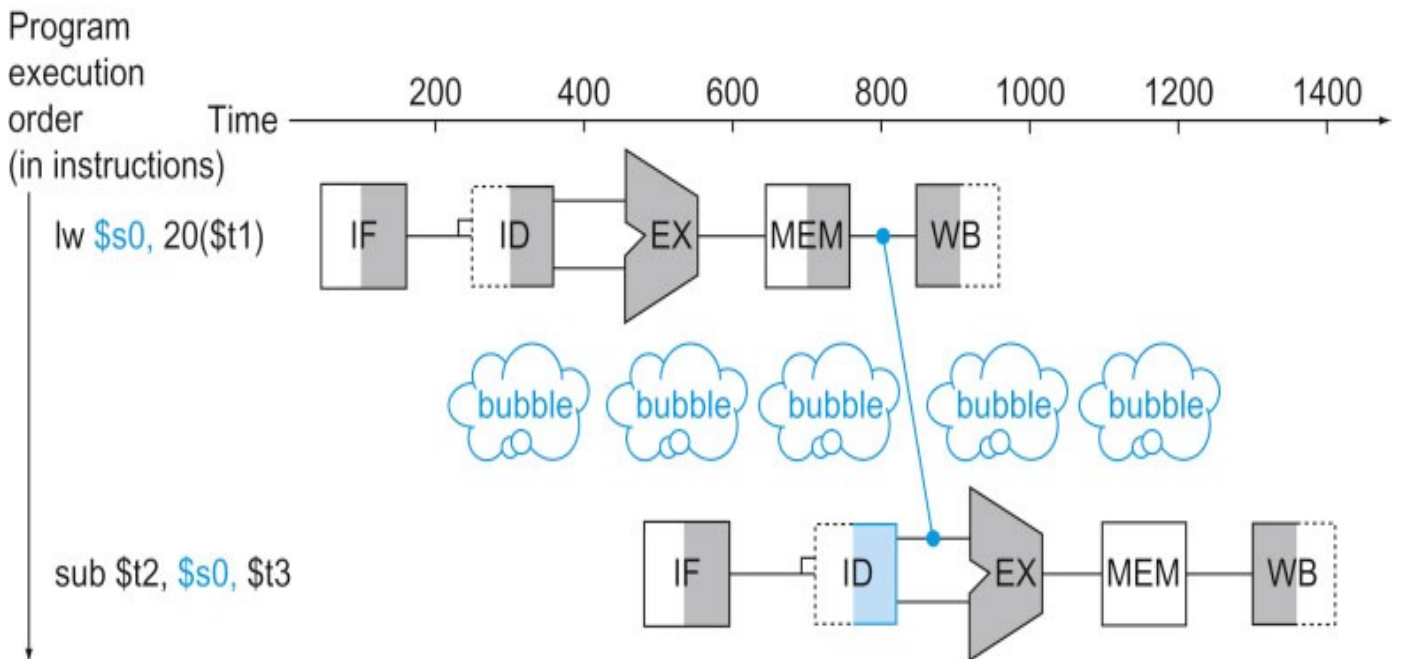 Program
execution
order
(in instructions)
Time
200 400 600 800 1000 1200 1400
lw $s0, 20($t1)
IF ID EX MEM WB
bubble bubble bubble bubble bubble
sub $t2, $s0, $t3
IF ID EX MEM WB